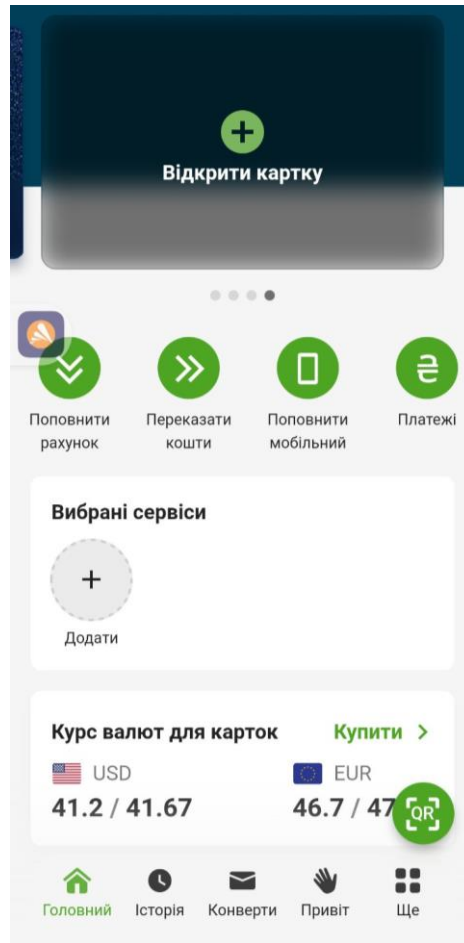 Відкрити картку
Поповнити рахунок
Переказати кошти
Поповнити мобільний
Платежі
Вибрані сервіси
Додати
Курс валют для карток
Купити >
USD
EUR
41.2 / 41.67
46.7 / 47
QR
Головний
Історія
Конверти
Привіт
Ще